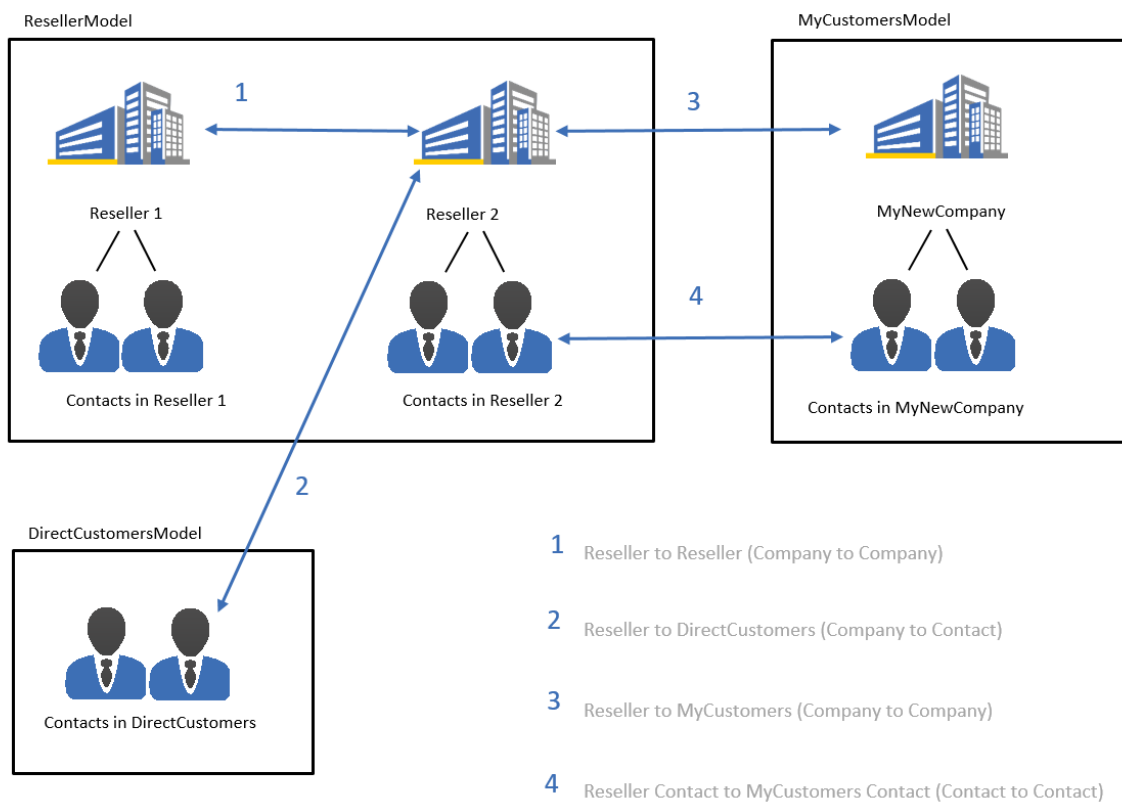 ResellerModel
MyCustomersModel
1
3
Reseller 1
Reseller 2
MyNewCompany
4
Contacts in Reseller 1
Contacts in Reseller 2
Contacts in MyNewCompany
2
DirectCustomersModel
Contacts in DirectCustomers
1 Reseller to Reseller (Company to Company)
2 Reseller to DirectCustomers (Company to Contact)
3 Reseller to MyCustomers (Company to Company)
4 Reseller Contact to MyCustomers Contact (Contact to Contact)